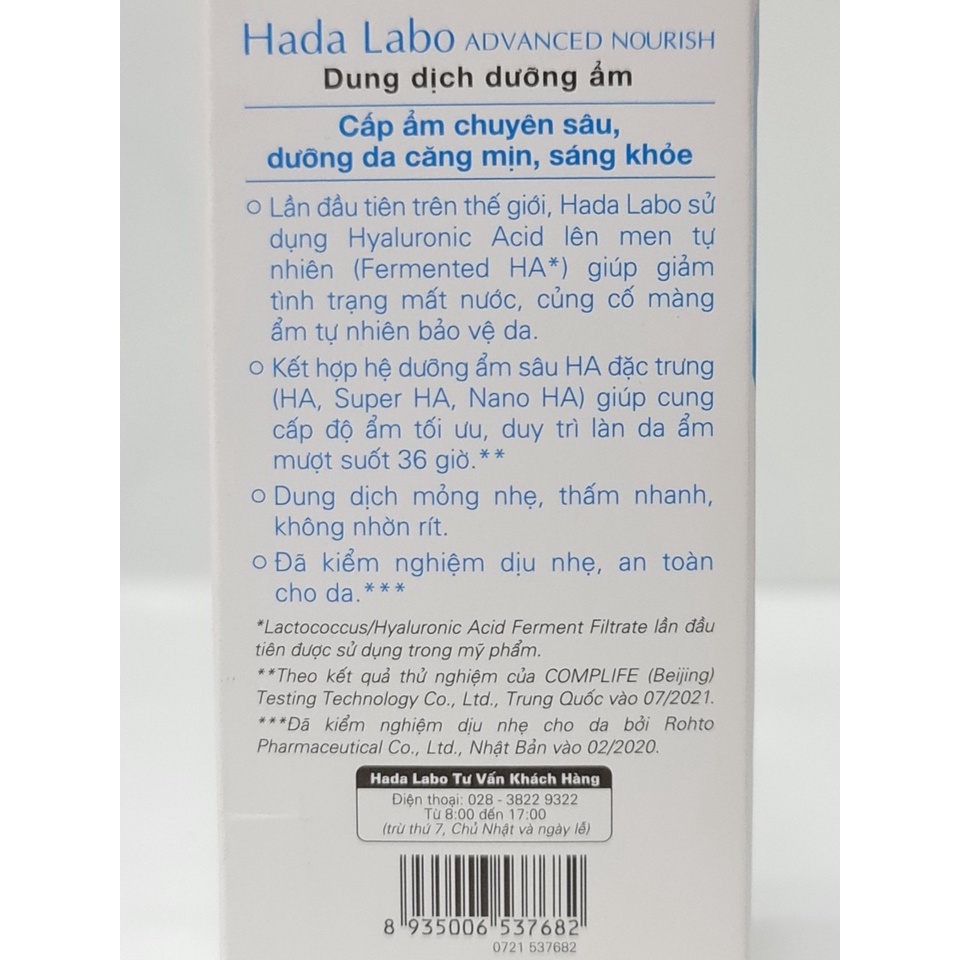 Hada Labo ADVANCED NOURISH
Dung dịch dưỡng ẩm
Cấp ẩm chuyên sâu,
dưỡng da căng mịn, sáng khỏe
Lần đầu tiên trên thế giới, Hada Labo sử
dụng Hyaluronic Acid lên men tự
nhiên (Fermented HA*) giúp giảm
tình trạng mất nước, củng cố màng
ẩm tự nhiên bảo vệ da.
Kết hợp hệ dưỡng ẩm sâu HA đặc trưng
(HA, Super HA, Nano HA) giúp cung
cấp độ ẩm tối ưu, duy trì làn da ẩm
mượt suốt 36 giờ.**
Dung dịch mỏng nhẹ, thấm nhanh,
không nhờn rít.
Đã kiểm nghiệm dịu nhẹ, an toàn
cho da.***
*Lactococcus/Hyaluronic Acid Ferment Filtrate lần đầu
tiên được sử dụng trong mỹ phẩm.
**Theo kết quả thử nghiệm của COMPLIFE (Beijing)
Testing Technology Co., Ltd., Trung Quốc vào 07/2021.
***Đã kiểm nghiệm dịu nhẹ cho da bởi Rohto
Pharmaceutical Co., Ltd., Nhật Bản vào 02/2020.
Hada Labo Tư Vấn Khách Hàng
Điện thoại: 028 - 3822 9322
Từ 8:00 đến 17:00
(trừ thứ 7, Chủ Nhật và ngày lễ)
8 935006 537682
0721 537682